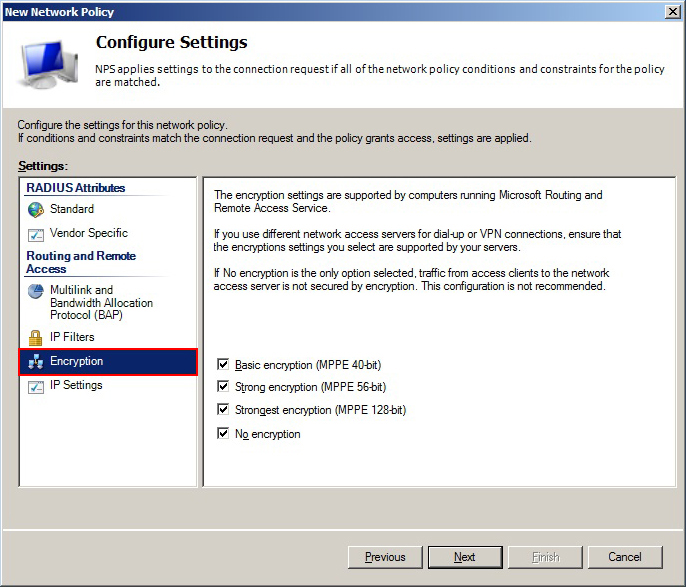 New Network Policy
Configure Settings
NPS applies settings to the connection request if all of the network policy conditions and constraints for the policy
are matched.
Configure the settings for this network policy.
If conditions and constraints match the connection request and the policy grants access, settings are applied.
Settings:
RADIUS Attributes
Standard
Vendor Specific
Routing and Remote
Access
Multilink and
Bandwidth Allocation
Protocol (BAP)
IP Filters
Encryption
IP Settings
The encryption settings are supported by computers running Microsoft Routing and
Remote Access Service.
If you use different network access servers for dial-up or VPN connections, ensure that
the encryptions settings you select are supported by your servers.
If No encryption is the only option selected, traffic from access clients to the network
access server is not secured by encryption. This configuration is not recommended.
Basic encryption (MPPE 40-bit)
Strong encryption (MPPE 56-bit)
Strongest encryption (MPPE 128-bit)
No encryption
Previous
Next
Finish
Cancel